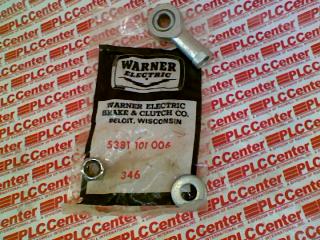 WARNER
ELECTRIC
WARNER ELECTRIC
BRAKE & CLUTCH CO.
BELOIT, WISCONSIN
5381 101 006
346
PLCCenter